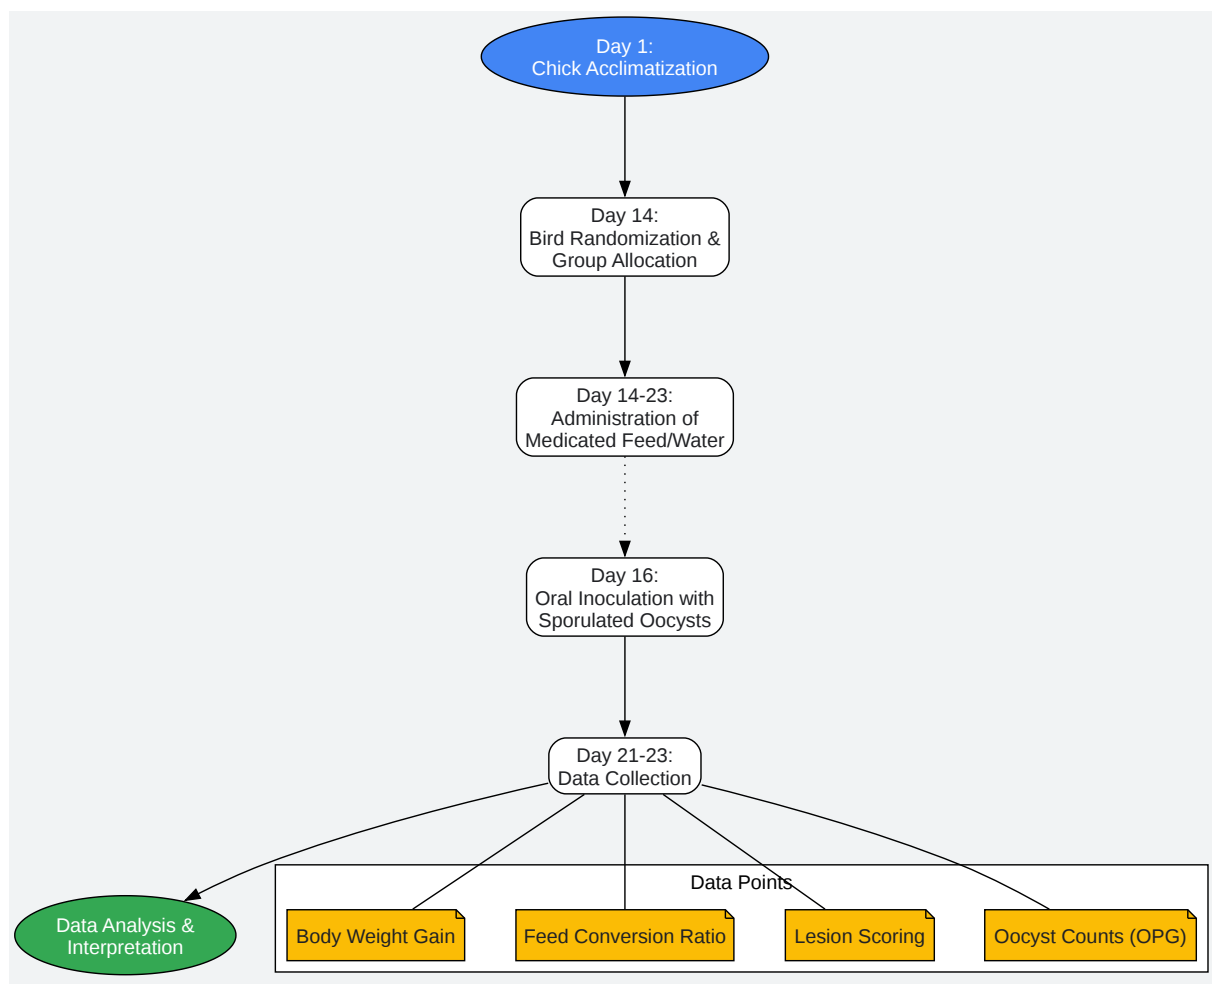 Day 1:
Chick Acclimatization
Day 14:
Bird Randomization &
Group Allocation
Day 14-23:
Administration of
Medicated Feed/Water
Day 16:
Oral Inoculation with
Sporulated Oocysts
Day 21-23:
Data Collection
Data Analysis &
Interpretation
Data Points
Body Weight Gain
Feed Conversion Ratio
Lesion Scoring
Oocyst Counts (OPG)